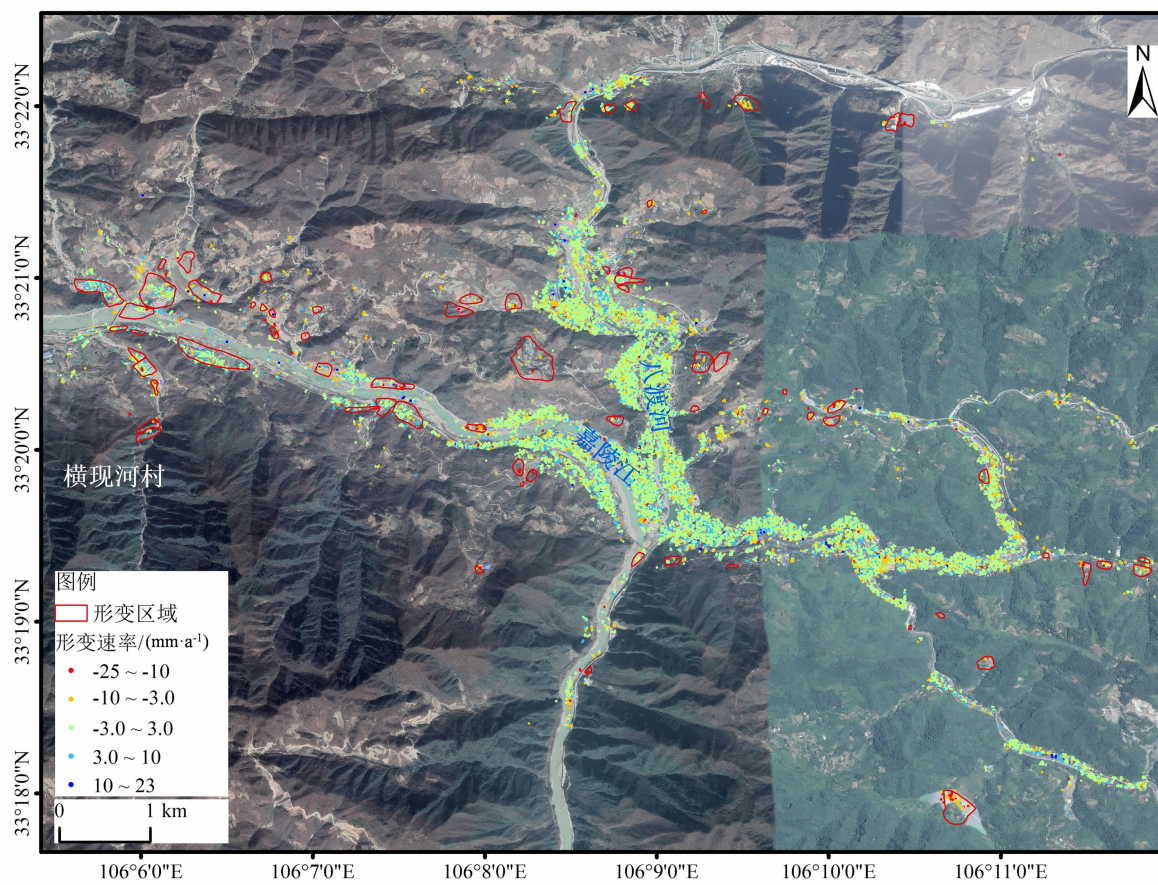 N
33°22'0"N
33°21'0"N
33°20'0"N
33°19'0"N
33°18'0"N
八渡河
嘉陵江
横现河村
图例
形变区域
形变速率/(mm·a⁻¹)
-25 ~ -10
-10 ~ -3.0
-3.0 ~ 3.0
3.0 ~ 10
10 ~ 23
0 1 km
106°6'0"E 106°7'0"E 106°8'0"E 106°9'0"E 106°10'0"E 106°11'0"E